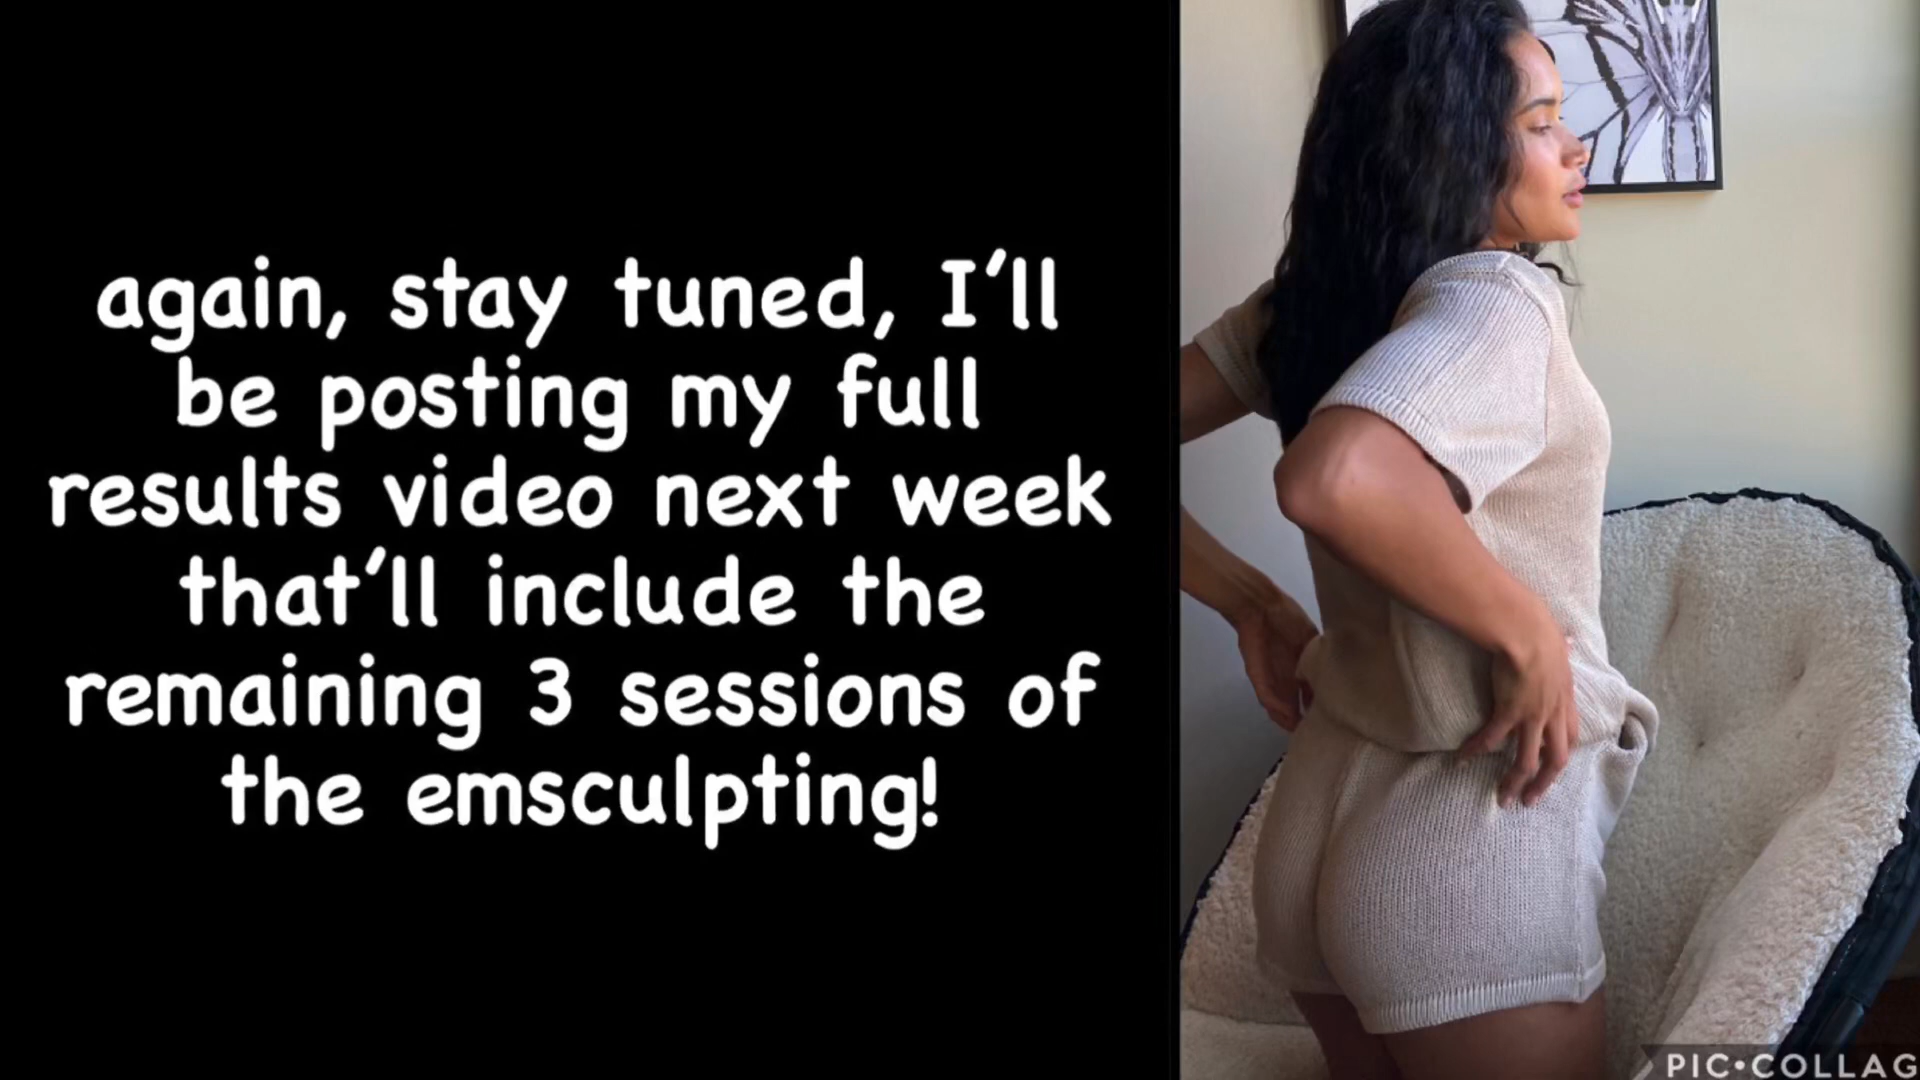 again, stay tuned, I'll
be posting my full
results video next week
that'll include the
remaining 3 sessions of
the emsculpting!
PIC•COLLAG